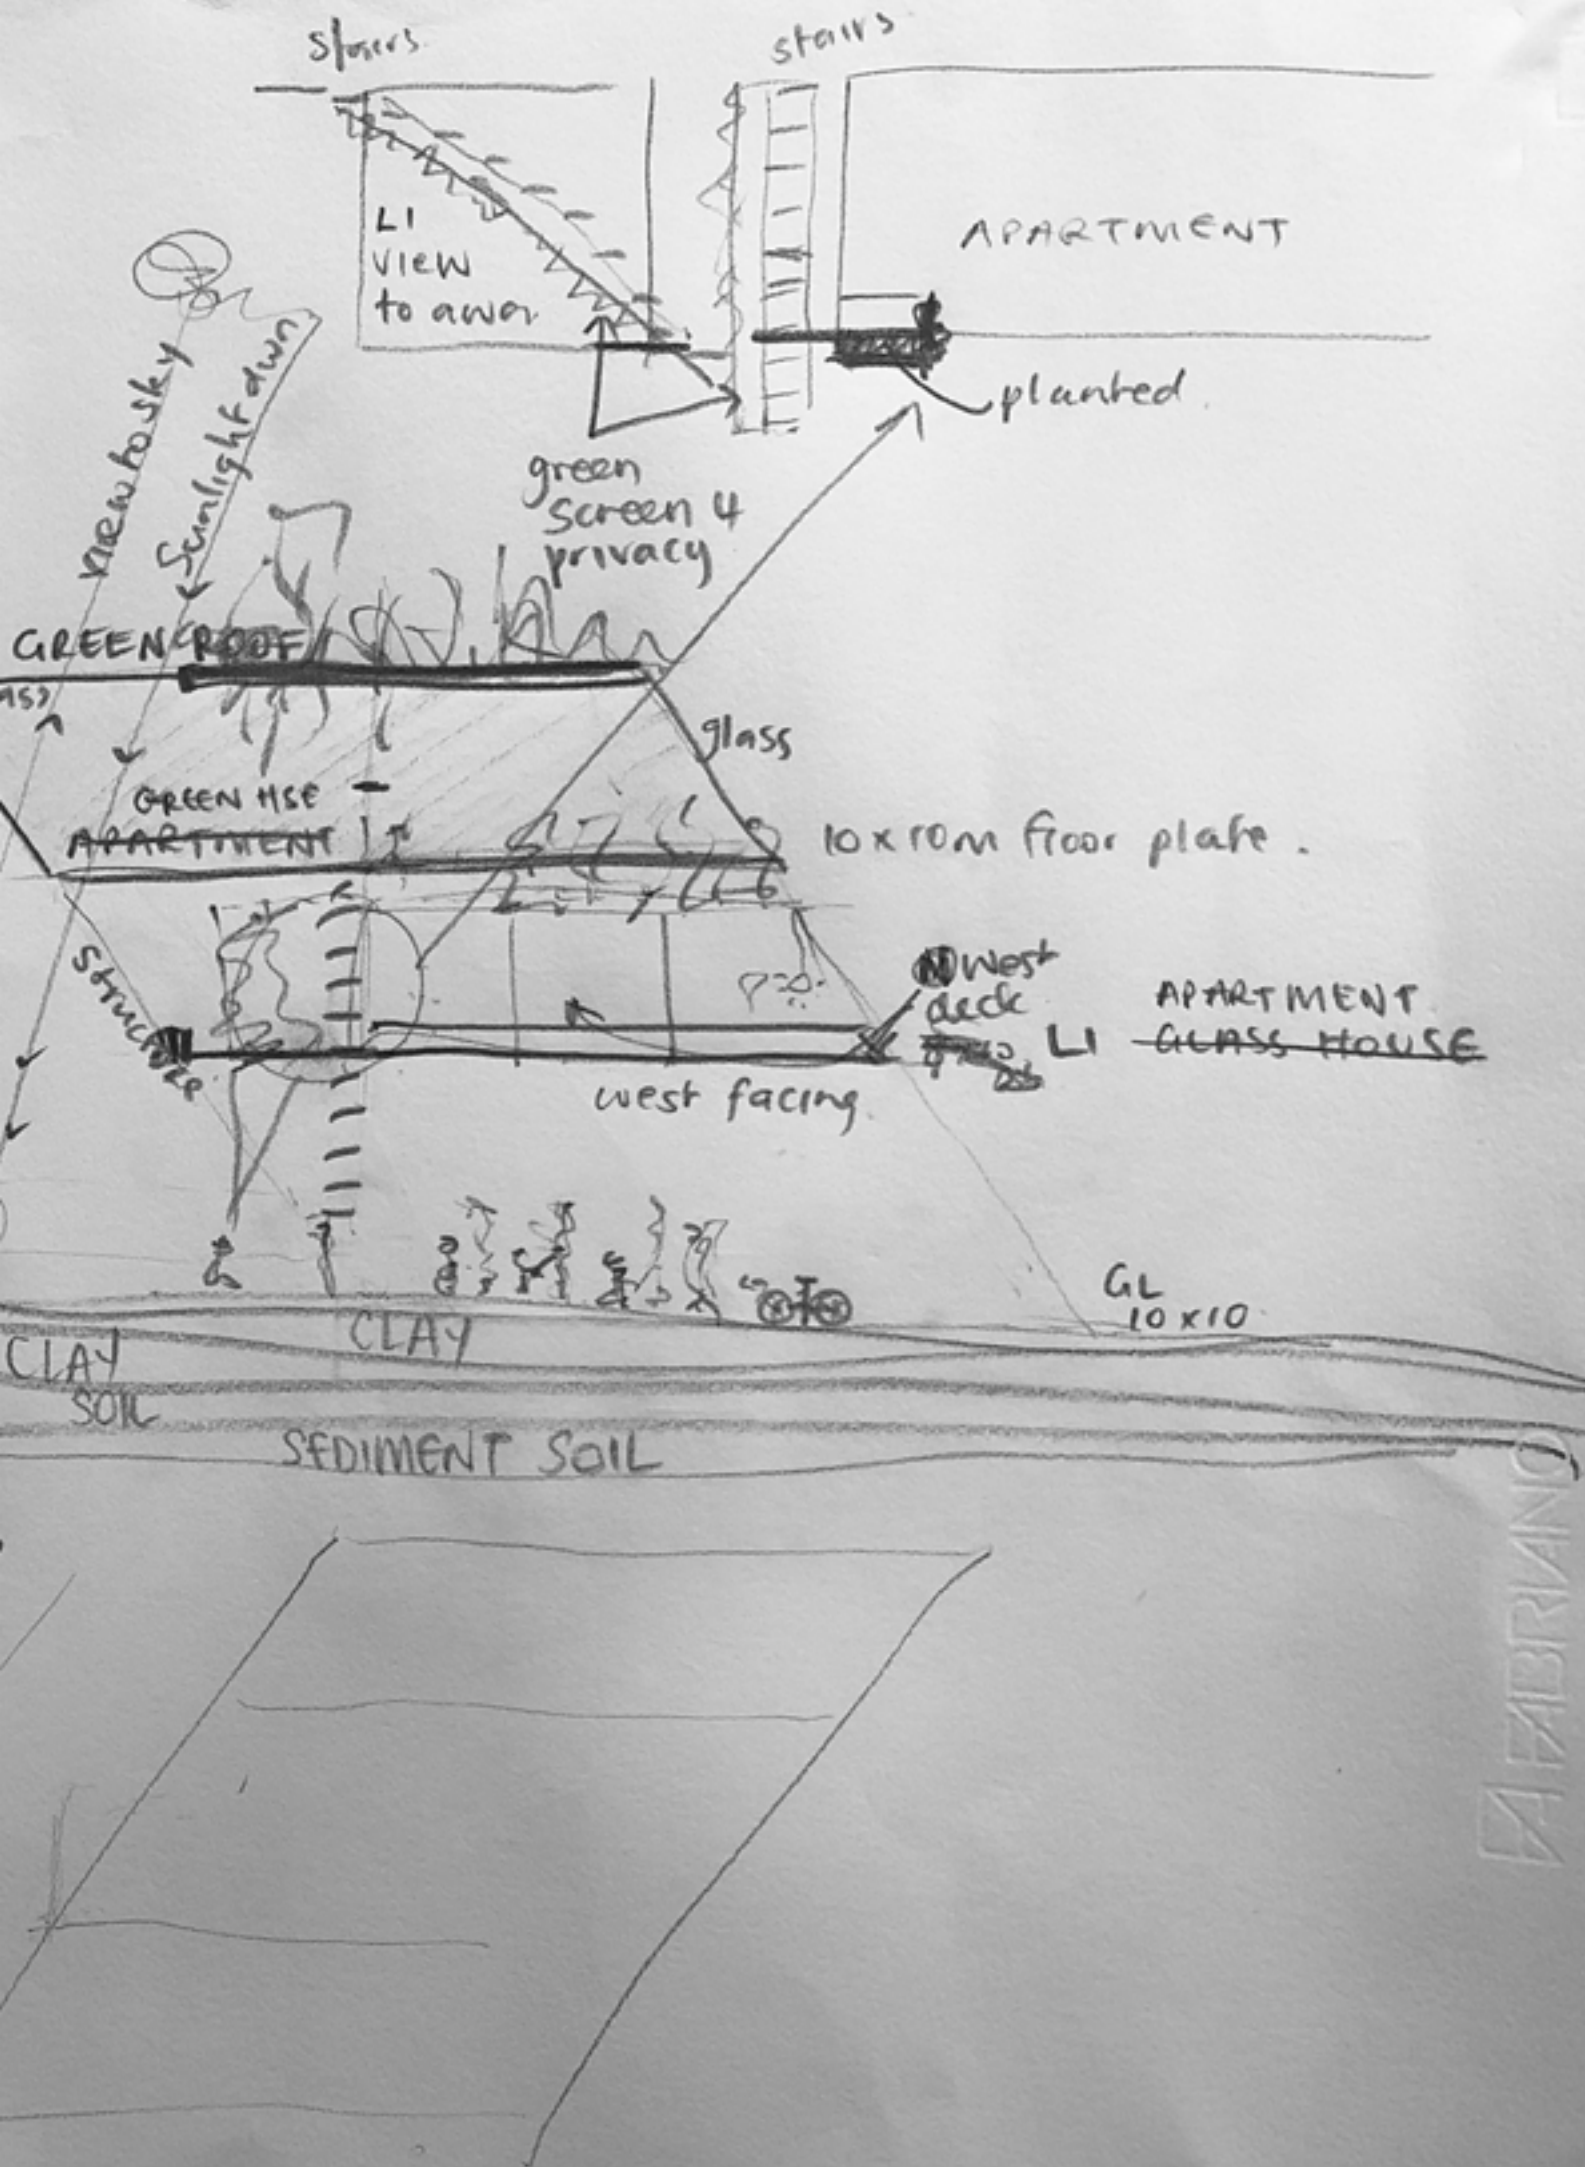 stairs
stairs
L1
view
to awa
APARTMENT
planted
green
screen 4
privacy
view to sky
Sunlight down
GREEN ROOF
ass
glass
GREEN HSE
APARTMENT
10x10m floor plate.
structure
west
deck
L1
APARTMENT
GLASS HOUSE
west facing
GL
10x10
CLAY
CLAY
SOIL
SEDIMENT SOIL
FABRIANO